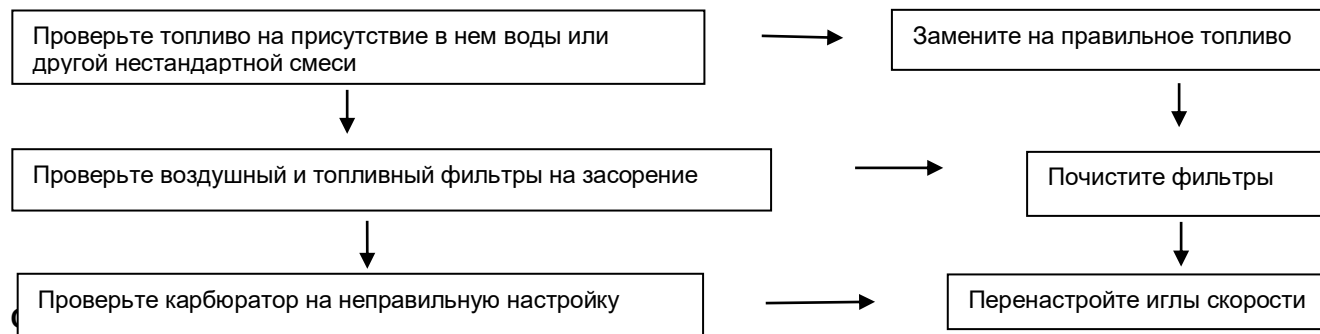 Проверьте топливо на присутствие в нем воды или
другой нестандартной смеси
Замените на правильное топливо
Проверьте воздушный и топливный фильтры на засорение
Почистите фильтры
Проверьте карбюратор на неправильную настройку
Перенастройте иглы скорости